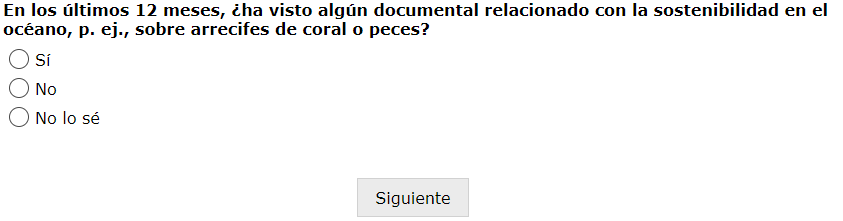 En los últimos 12 meses, ¿ha visto algún documental relacionado con la sostenibilidad en el
océano, p. ej., sobre arrecifes de coral o peces?
Sí
No
No lo sé
Siguiente